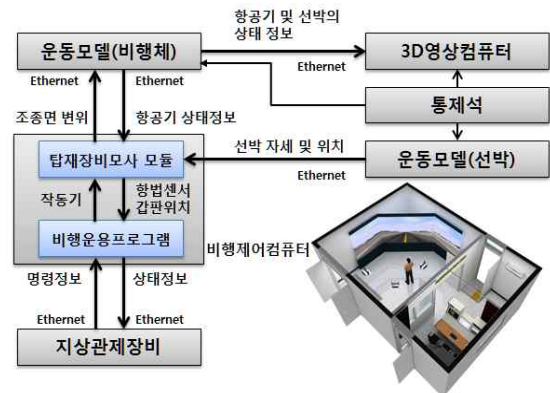 항공기 및 선박의
상태 정보
운동모델(비행체)
3D영상컴퓨터
Ethernet
Ethernet
Ethernet
통제석
조종면 변위
항공기 상태정보
선박 자세 및 위치
탑재장비모사 모듈
운동모델(선박)
Ethernet
작동기
항법센서
갑판위치
비행운용프로그램
비행제어컴퓨터
명령정보
상태정보
Ethernet
Ethernet
지상관제장비